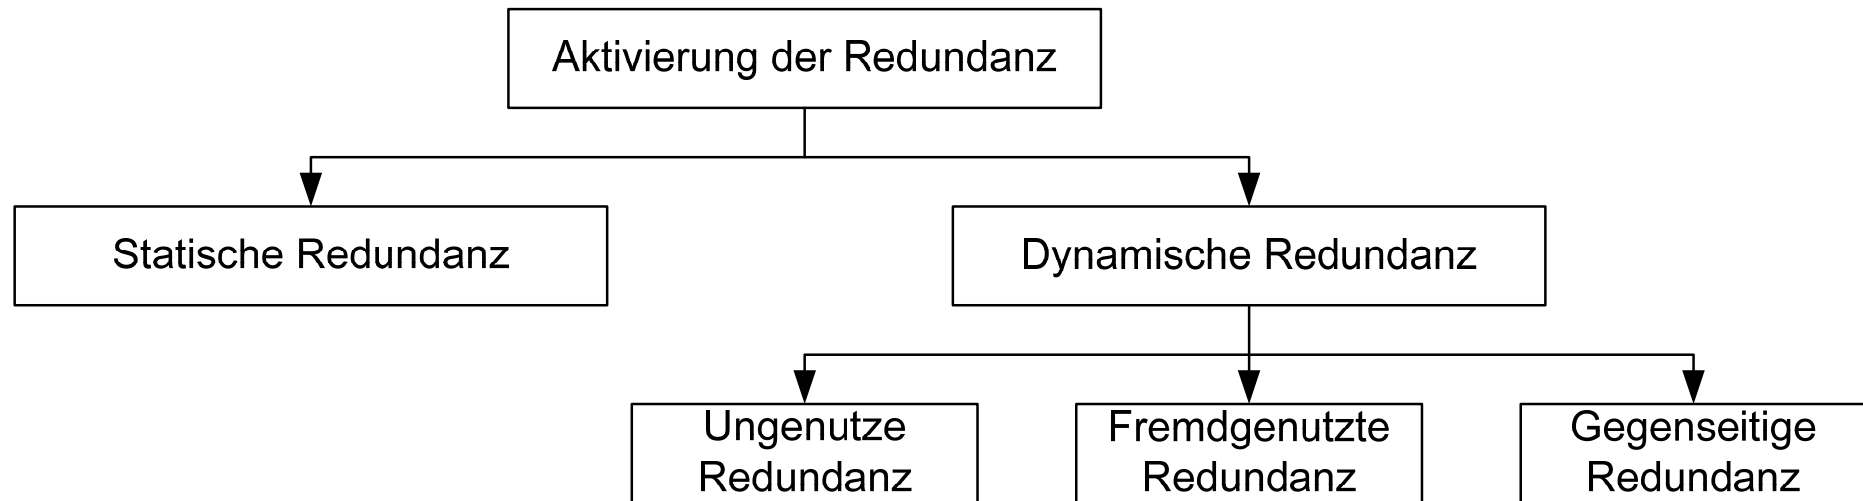 Aktivierung der Redundanz
Statische Redundanz
Dynamische Redundanz
Ungenutze
Redundanz
Fremdgenutzte
Redundanz
Gegenseitige
Redundanz